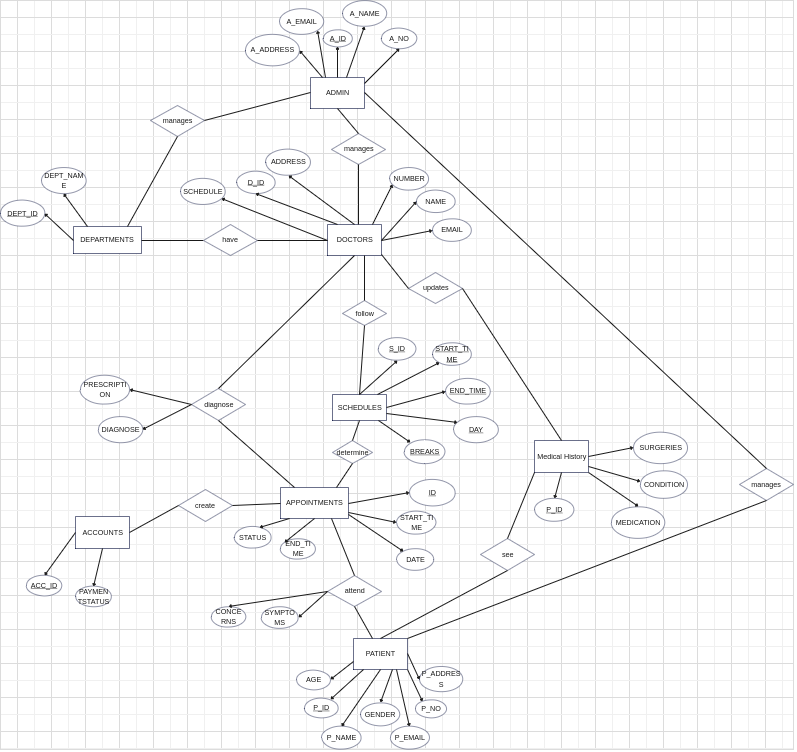 A_NAME
A_EMAIL
A_ID
A_NO
A_ADDRESS
ADMIN
manages
manages
ADDRESS
DEPT_NAM
E
D_ID
NUMBER
SCHEDULE
NAME
DEPT_ID
EMAIL
DEPARTMENTS
have
DOCTORS
updates
follow
S_ID
START_TI
ME
PRESCRIPTI
ON
END_TIME
diagnose
SCHEDULES
DIAGNOSE
DAY
SURGERIES
determine
BREAKS
Medical History
CONDITION
manages
ID
create
APPOINTMENTS
P_ID
START_TI
ME
MEDICATION
ACCOUNTS
STATUS
END_TI
ME
DATE
see
ACC_ID
PAYMEN
TSTATUS
attend
CONCE
RNS
SYMPTO
MS
PATIENT
AGE
P_ADDRES
S
P_ID
GENDER
P_NO
P_NAME
P_EMAIL